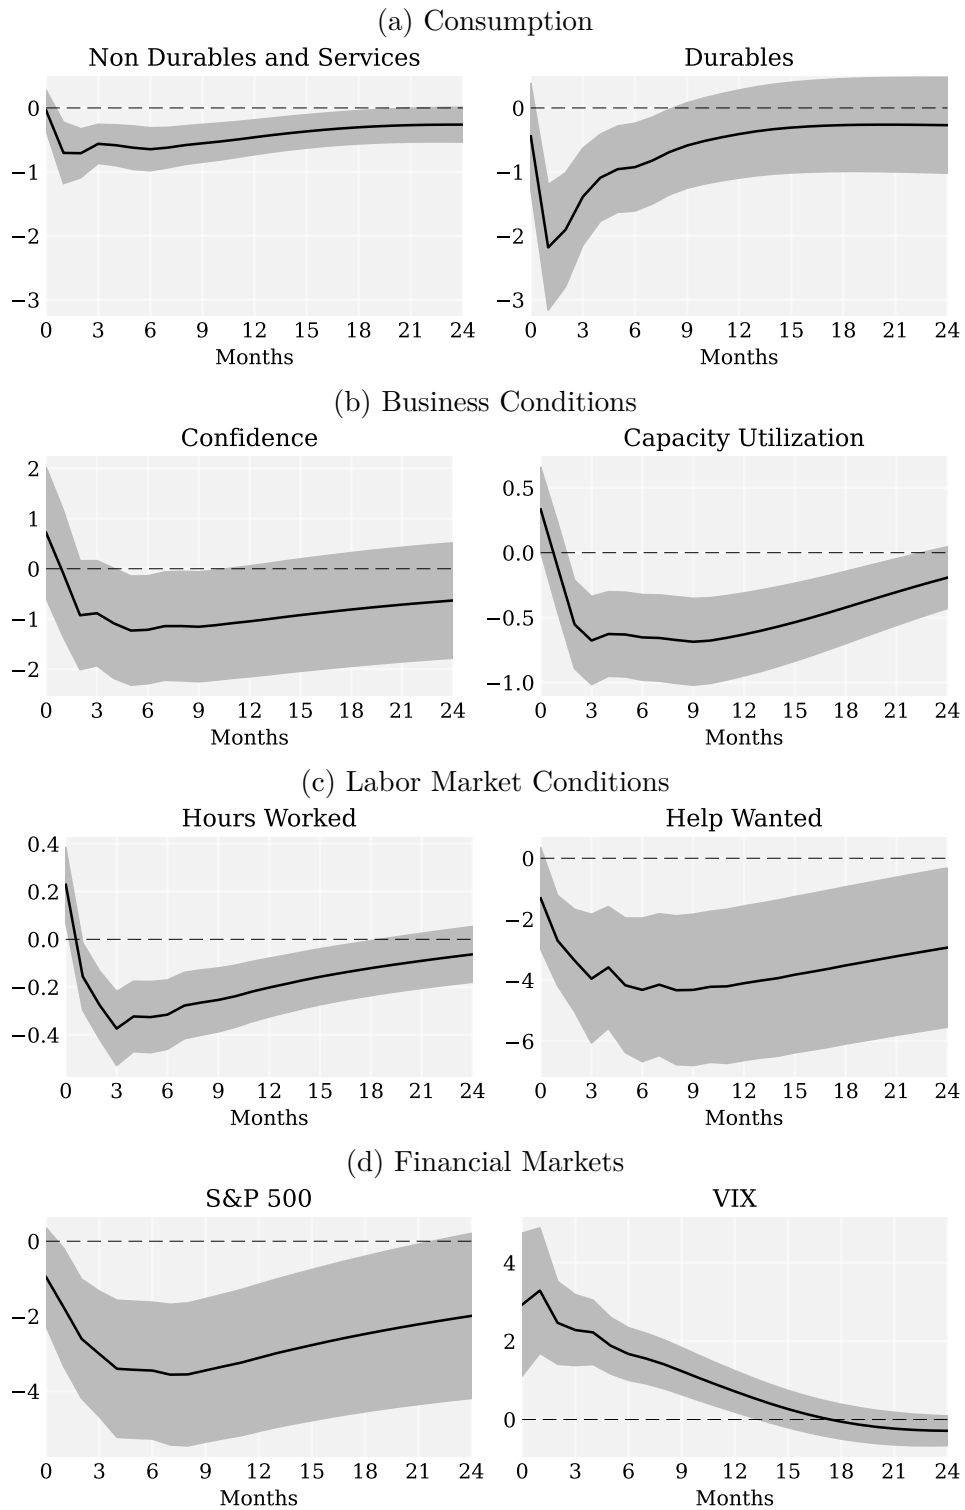 (a) Consumption
Non Durables and Services
0
−1
−2
−3
0 3 6 9 12 15 18 21 24
Months
Durables
0
−1
−2
−3
0 3 6 9 12 15 18 21 24
Months
(b) Business Conditions
Confidence
2
1
0
−1
−2
0 3 6 9 12 15 18 21 24
Months
Capacity Utilization
0.5
0.0
−0.5
−1.0
0 3 6 9 12 15 18 21 24
Months
(c) Labor Market Conditions
Hours Worked
0.4
0.2
0.0
−0.2
−0.4
0 3 6 9 12 15 18 21 24
Months
Help Wanted
0
−2
−4
−6
0 3 6 9 12 15 18 21 24
Months
(d) Financial Markets
S&P 500
0
−2
−4
0 3 6 9 12 15 18 21 24
Months
VIX
4
2
0
0 3 6 9 12 15 18 21 24
Months